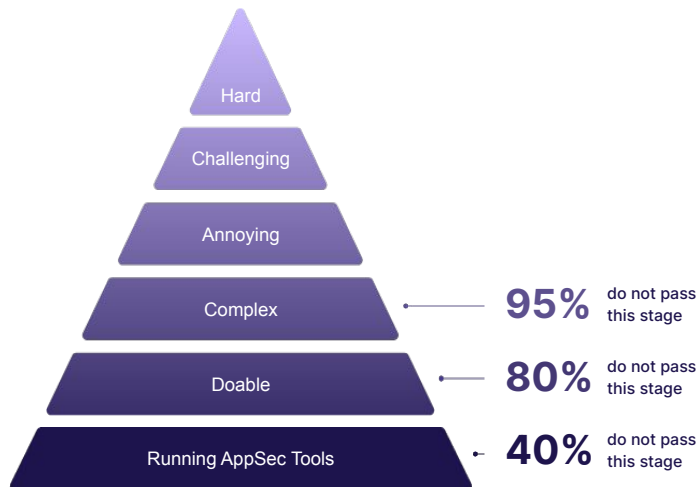 Hard
Challenging
Annoying
Complex
95% do not pass
this stage
Doable
80% do not pass
this stage
Running AppSec Tools
40% do not pass
this stage